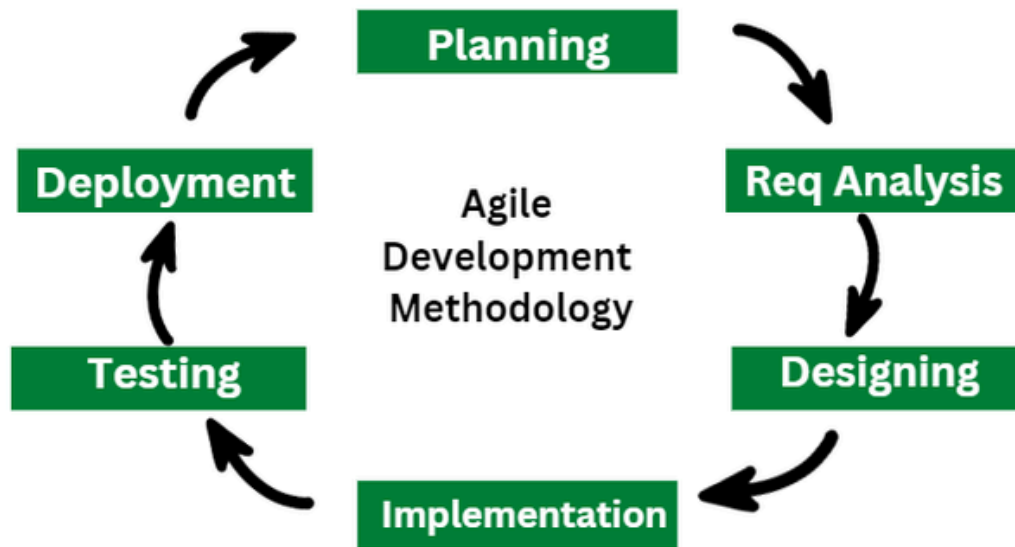 Planning
Deployment
Req Analysis
Agile
Development
Methodology
Testing
Designing
Implementation